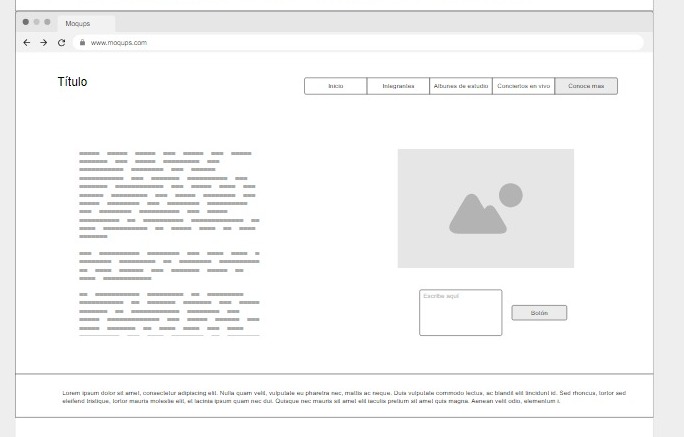 Moqups
www.moqups.com
Título
Inicio
Integrantes
Albunes de estudio
Conciertos en vivo
Conoce mas
Escriba aquí
Botón
Lorem ipsum dolor sit amet, consectetur adipiscing elit. Nulla quam velit, vulputate eu pharetra nec, mattis ac neque. Duis vulputate commodo lectus, ac blandit elit tincidunt id. Sed rhoncus, tortor sed
eleifend tristique, tortor mauris molestie elit, et lacinia ipsum quam nec dui. Quisque nec mauris sit amet elit iaculis pretium sit amet quis magna. Aenean velit odio, elementum i